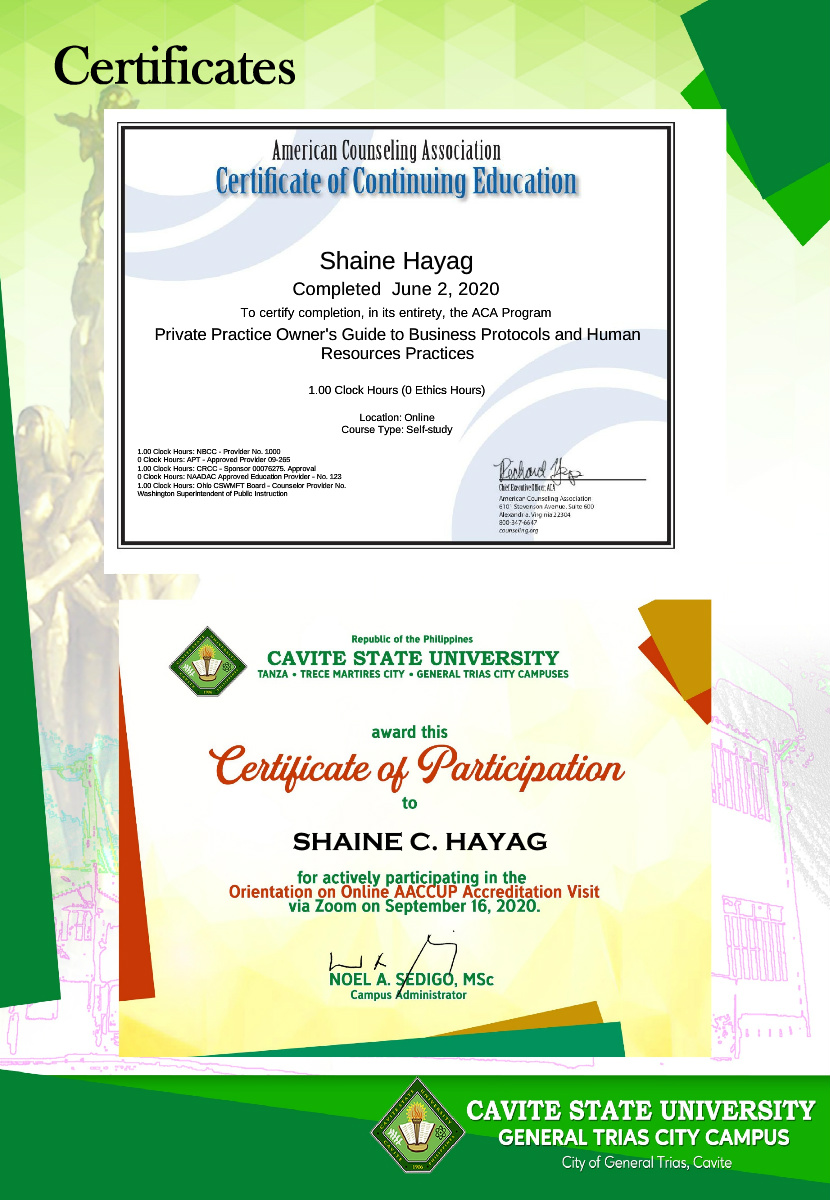 Certificates
American Counseling Association
Certificate of Continuing Education
Shaine Hayag
Completed June 2, 2020
To certify completion, in its entirety, the ACA Program
Private Practice Owner's Guide to Business Protocols and Human
Resources Practices
1.00 Clock Hours (0 Ethics Hours)
Location: Online
Course Type: Self-study
1.00 Clock Hours: NBCC - Provider No. 1000
0 Clock Hours: APT - Approved Provider 09-265
1.00 Clock Hours: CRCC - Sponsor 00076275. Approval
0 Clock Hours: NAADAC Approved Education Provider - No. 123
1.00 Clock Hours: Ohio CSWMFT Board - Counselor Provider No.
Washington Superintendent of Public Instruction
Richard
Chief Executive Officer, ACA
American Counseling Association
6101 Stevenson Avenue, Suite 600
Alexandria, Virginia 22304
800-347-6647
counseling.org
Republic of the Philippines
CAVITE STATE UNIVERSITY
TANZA • TRECE MARTIRES CITY • GENERAL TRIAS CITY CAMPUSES
1906
award this
Certificate of Participation
to
SHAINE C. HAYAG
for actively participating in the
Orientation on Online AACCUP Accreditation Visit
via Zoom on September 16, 2020.
NOEL A. SEDIGO, MSc
Campus Administrator
1906
CAVITE STATE UNIVERSITY
GENERAL TRIAS CITY CAMPUS
City of General Trias, Cavite